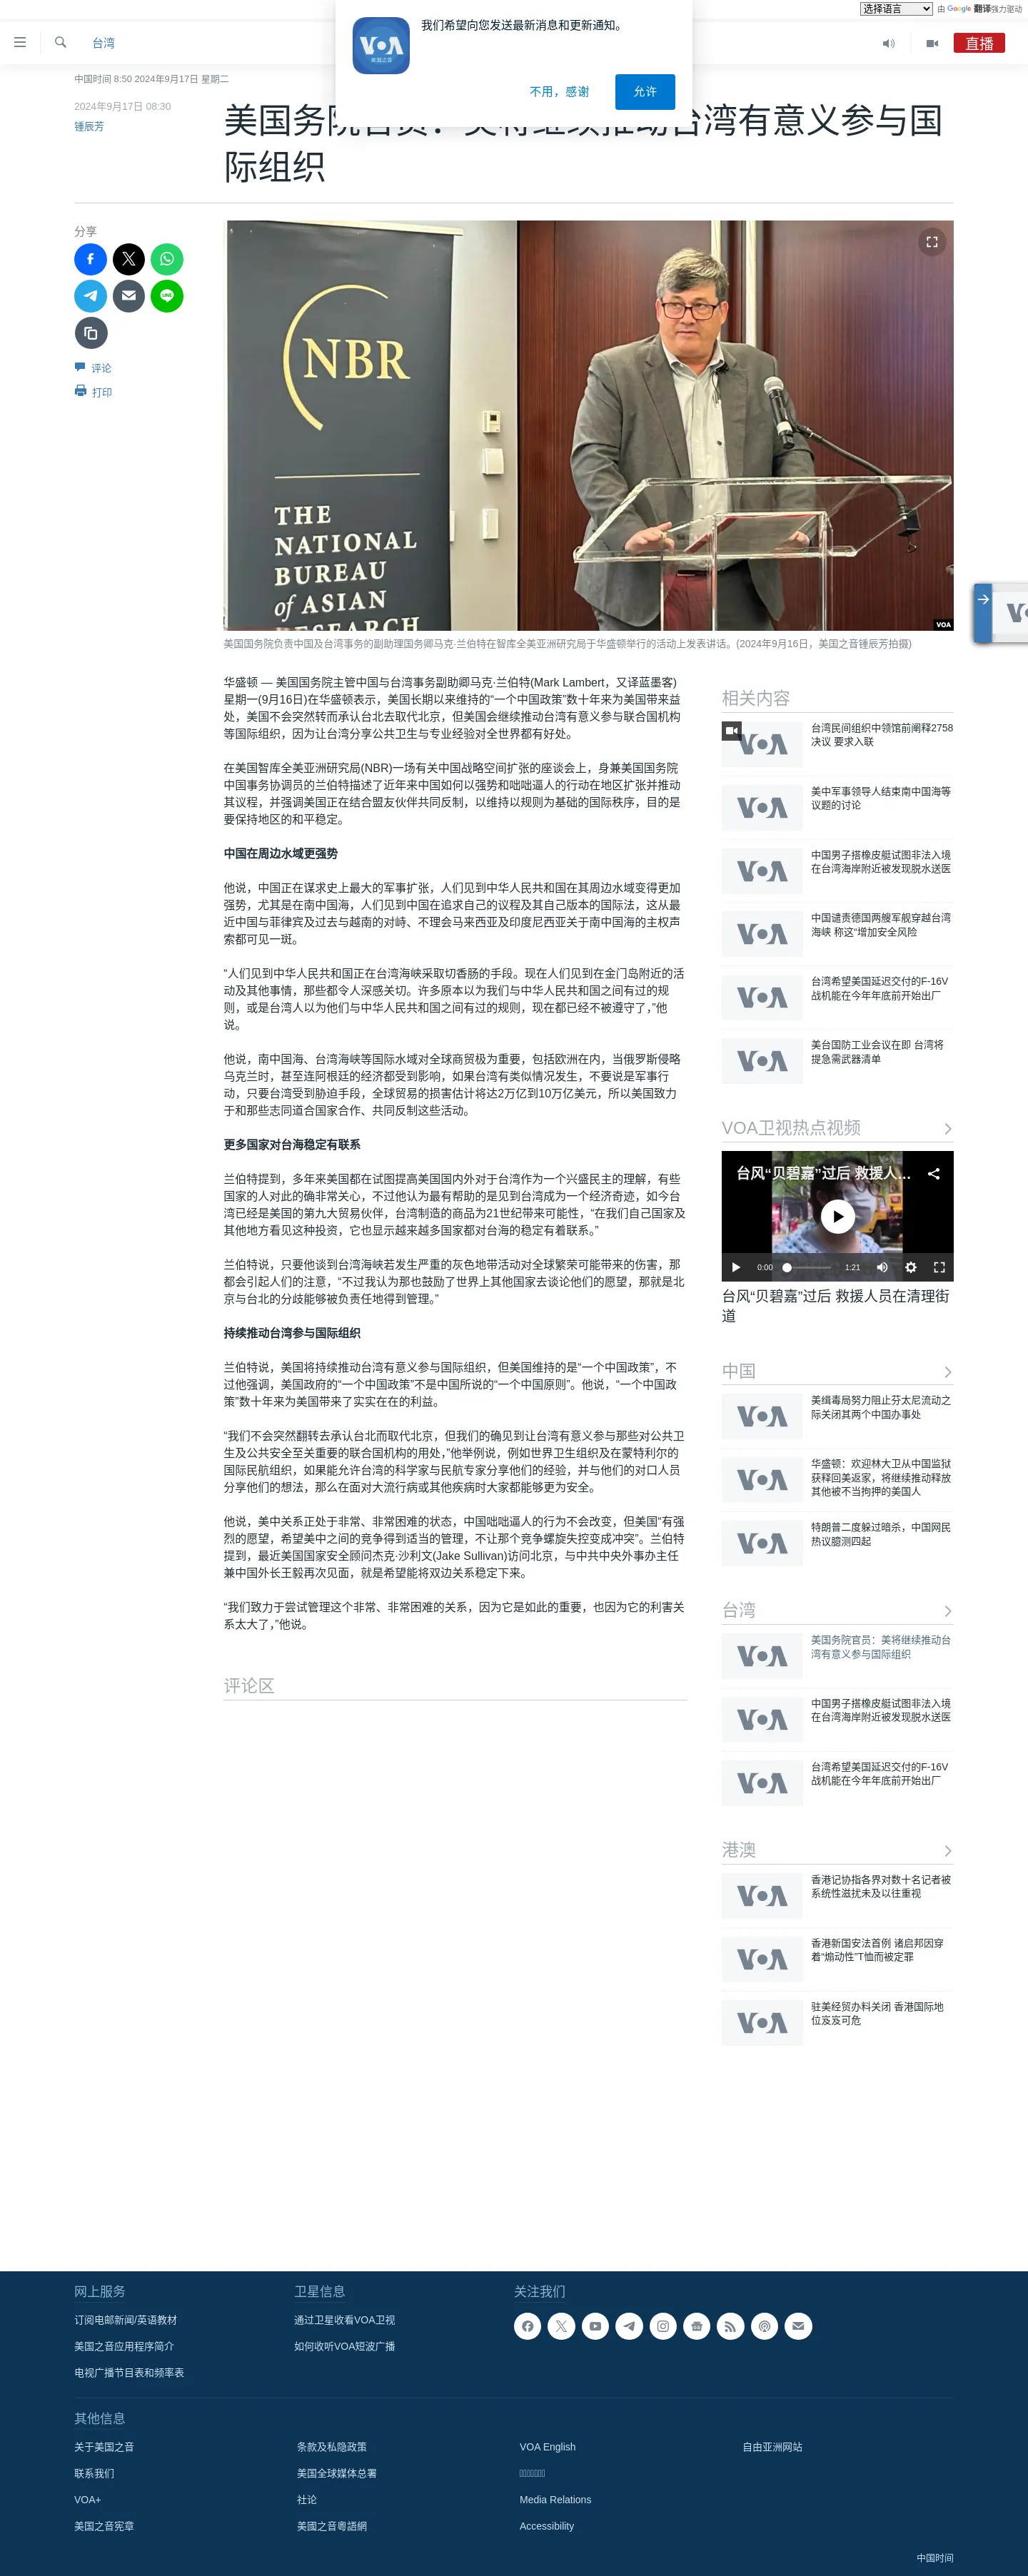 选择语言
由 Google 翻译强力驱动
我们希望向您发送最新消息和更新通知。
VOA
美国之音
不用，感谢
允许
台湾
直播
中国时间 8:50 2024年9月17日 星期二
2024年9月17日 08:30
锺辰芳
际组织
分享
评论
打印
NBR
THE
NATIONAL
BUREAU
of ASIAN
RESEARCH
VOA
美国国务院负责中国及台湾事务的副助理国务卿马克·兰伯特在智库全美亚洲研究局于华盛顿举行的活动上发表讲话。(2024年9月16日，美国之音锺辰芳拍摄)
华盛顿 — 美国国务院主管中国与台湾事务副助卿马克·兰伯特(Mark Lambert，又译蓝墨客)
星期一(9月16日)在华盛顿表示，美国长期以来维持的“一个中国政策”数十年来为美国带来益
处，美国不会突然转而承认台北去取代北京，但美国会继续推动台湾有意义参与联合国机构
等国际组织，因为让台湾分享公共卫生与专业经验对全世界都有好处。
在美国智库全美亚洲研究局(NBR)一场有关中国战略空间扩张的座谈会上，身兼美国国务院
中国事务协调员的兰伯特描述了近年来中国如何以强势和咄咄逼人的行动在地区扩张并推动
其议程，并强调美国正在结合盟友伙伴共同反制，以维持以规则为基础的国际秩序，目的是
要保持地区的和平稳定。
中国在周边水域更强势
他说，中国正在谋求史上最大的军事扩张，人们见到中华人民共和国在其周边水域变得更加
强势，尤其是在南中国海，人们见到中国在追求自己的议程及其自己版本的国际法，这从最
近中国与菲律宾及过去与越南的对峙、不理会马来西亚及印度尼西亚关于南中国海的主权声
索都可见一斑。
“人们见到中华人民共和国正在台湾海峡采取切香肠的手段。现在人们见到在金门岛附近的活
动及其他事情，那些都令人深感关切。许多原本以为我们与中华人民共和国之间有过的规
则，或是台湾人以为他们与中华人民共和国之间有过的规则，现在都已经不被遵守了，”他
说。
他说，南中国海、台湾海峡等国际水域对全球商贸极为重要，包括欧洲在内，当俄罗斯侵略
乌克兰时，甚至连阿根廷的经济都受到影响，如果台湾有类似情况发生，不要说是军事行
动，只要台湾受到胁迫手段，全球贸易的损害估计将达2万亿到10万亿美元，所以美国致力
于和那些志同道合国家合作、共同反制这些活动。
更多国家对台海稳定有联系
兰伯特提到，多年来美国都在试图提高美国国内外对于台湾作为一个兴盛民主的理解，有些
国家的人对此的确非常关心，不过他认为最有帮助的是见到台湾成为一个经济奇迹，如今台
湾已经是美国的第九大贸易伙伴，台湾制造的商品为21世纪带来可能性，“在我们自己国家及
其他地方看见这种投资，它也显示越来越多国家都对台海的稳定有着联系。”
兰伯特说，只要他谈到台湾海峡若发生严重的灰色地带活动对全球繁荣可能带来的伤害，那
都会引起人们的注意，“不过我认为那也鼓励了世界上其他国家去谈论他们的愿望，那就是北
京与台北的分歧能够被负责任地得到管理。”
持续推动台湾参与国际组织
兰伯特说，美国将持续推动台湾有意义参与国际组织，但美国维持的是“一个中国政策”，不
过他强调，美国政府的“一个中国政策”不是中国所说的“一个中国原则”。他说，“一个中国政
策”数十年来为美国带来了实实在在的利益。
“我们不会突然翻转去承认台北而取代北京，但我们的确见到让台湾有意义参与那些对公共卫
生及公共安全至关重要的联合国机构的用处，”他举例说，例如世界卫生组织及在蒙特利尔的
国际民航组织，如果能允许台湾的科学家与民航专家分享他们的经验，并与他们的对口人员
分享他们的想法，那么在面对大流行病或其他疾病时大家都能够更为安全。
他说，美中关系正处于非常、非常困难的状态，中国咄咄逼人的行为不会改变，但美国“有强
烈的愿望，希望美中之间的竞争得到适当的管理，不让那个竞争螺旋失控变成冲突”。兰伯特
提到，最近美国国家安全顾问杰克·沙利文(Jake Sullivan)访问北京，与中共中央外事办主任
兼中国外长王毅再次见面，就是希望能将双边关系稳定下来。
“我们致力于尝试管理这个非常、非常困难的关系，因为它是如此的重要，也因为它的利害关
系太大了，”他说。
评论区
相关内容
台湾民间组织中领馆前阐释2758
决议 要求入联
美中军事领导人结束南中国海等
议题的讨论
中国男子搭橡皮艇试图非法入境
在台湾海岸附近被发现脱水送医
中国谴责德国两艘军舰穿越台湾
海峡 称这“增加安全风险
台湾希望美国延迟交付的F-16V
战机能在今年年底前开始出厂
美台国防工业会议在即 台湾将
提急需武器清单
VOA卫视热点视频
台风“贝碧嘉”过后 救援人...
0:00
1:21
台风“贝碧嘉”过后 救援人员在清理街
道
中国
美缉毒局努力阻止芬太尼流动之
际关闭其两个中国办事处
华盛顿：欢迎林大卫从中国监狱
获释回美返家，将继续推动释放
其他被不当拘押的美国人
特朗普二度躲过暗杀，中国网民
热议臆测四起
台湾
美国务院官员：美将继续推动台
湾有意义参与国际组织
中国男子搭橡皮艇试图非法入境
在台湾海岸附近被发现脱水送医
台湾希望美国延迟交付的F-16V
战机能在今年年底前开始出厂
港澳
香港记协指各界对数十名记者被
系统性滋扰未及以往重视
香港新国安法首例 诸启邦因穿
着“煽动性”T恤而被定罪
驻美经贸办料关闭 香港国际地
位岌岌可危
网上服务
订阅电邮新闻/英语教材
美国之音应用程序简介
电视广播节目表和频率表
卫星信息
通过卫星收看VOA卫视
如何收听VOA短波广播
关注我们
其他信息
关于美国之音
联系我们
VOA+
美国之音宪章
条款及私隐政策
美国全球媒体总署
社论
美國之音粵語網
VOA English
Media Relations
Accessibility
自由亚洲网站
中国时间